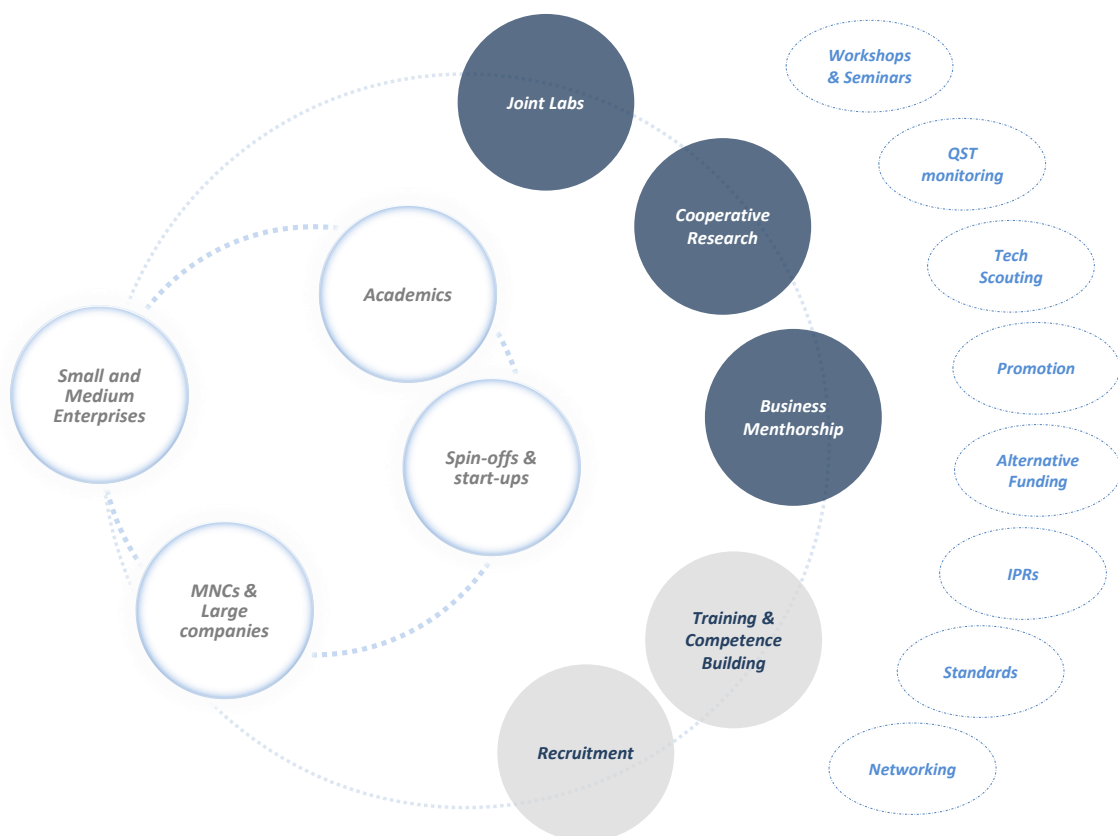 Joint Labs
Cooperative
Research
Business
Menthorship
Training &
Competence
Building
Recruitment
Academics
Small and
Medium
Enterprises
Spin-offs &
start-ups
MNCs &
Large
companies
Workshops
& Seminars
QST
monitoring
Tech
Scouting
Promotion
Alternative
Funding
IPRs
Standards
Networking